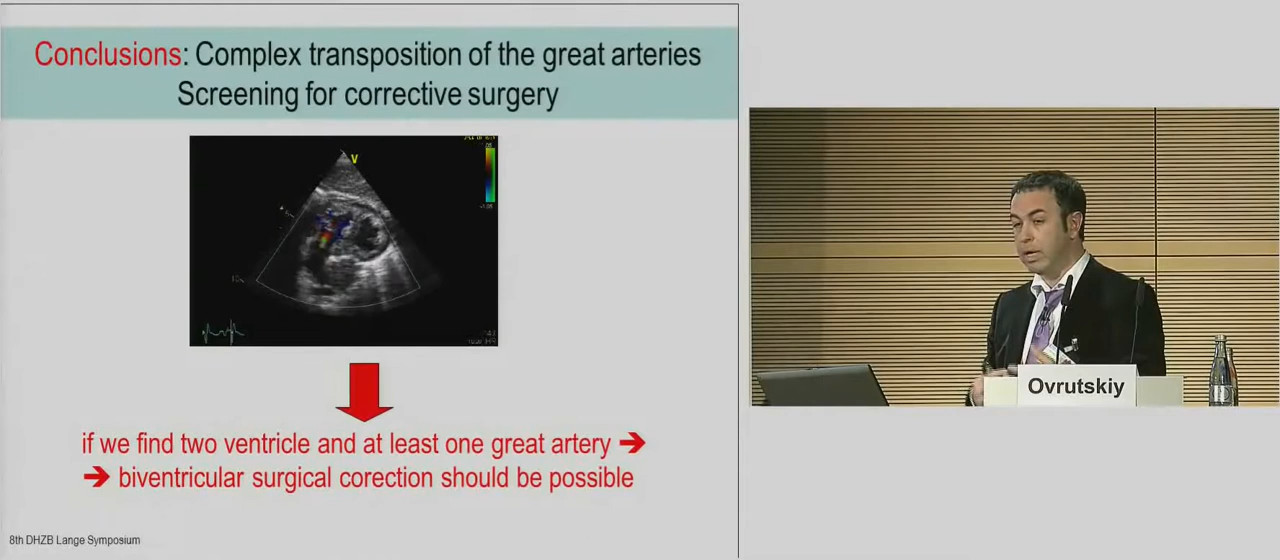 Conclusions: Complex transposition of the great arteries
Screening for corrective surgery
V
if we find two ventricle and at least one great artery ➔
➔ biventricular surgical corection should be possible
8th DHZB Lange Symposium
Ovrutskiy